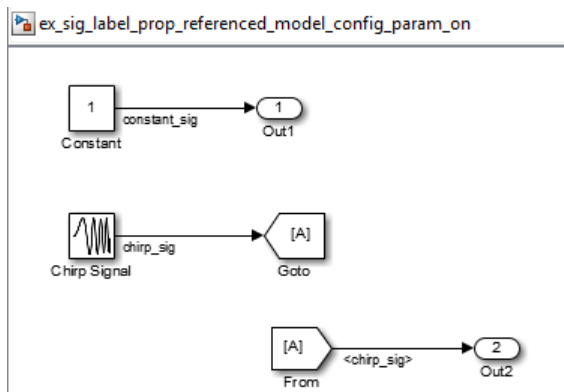 ex_sig_label_prop_referenced_model_config_param_on
1
constant_sig
1
Constant
Out1
chirp_sig
[A]
Chirp Signal
Goto
[A]
<chirp_sig>
2
From
Out2